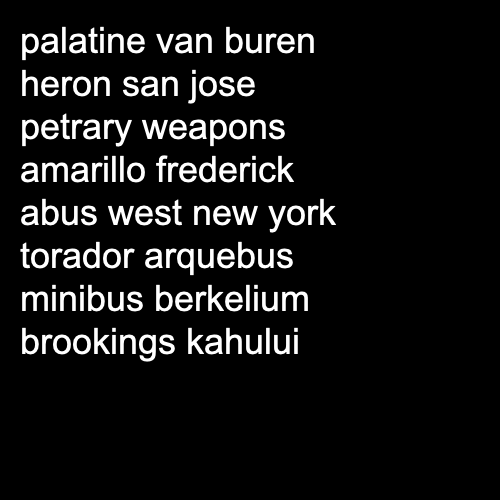 palatine van buren
heron san jose
petrary weapons
amarillo frederick
abus west new york
torador arquebus
minibus berkelium
brookings kahului